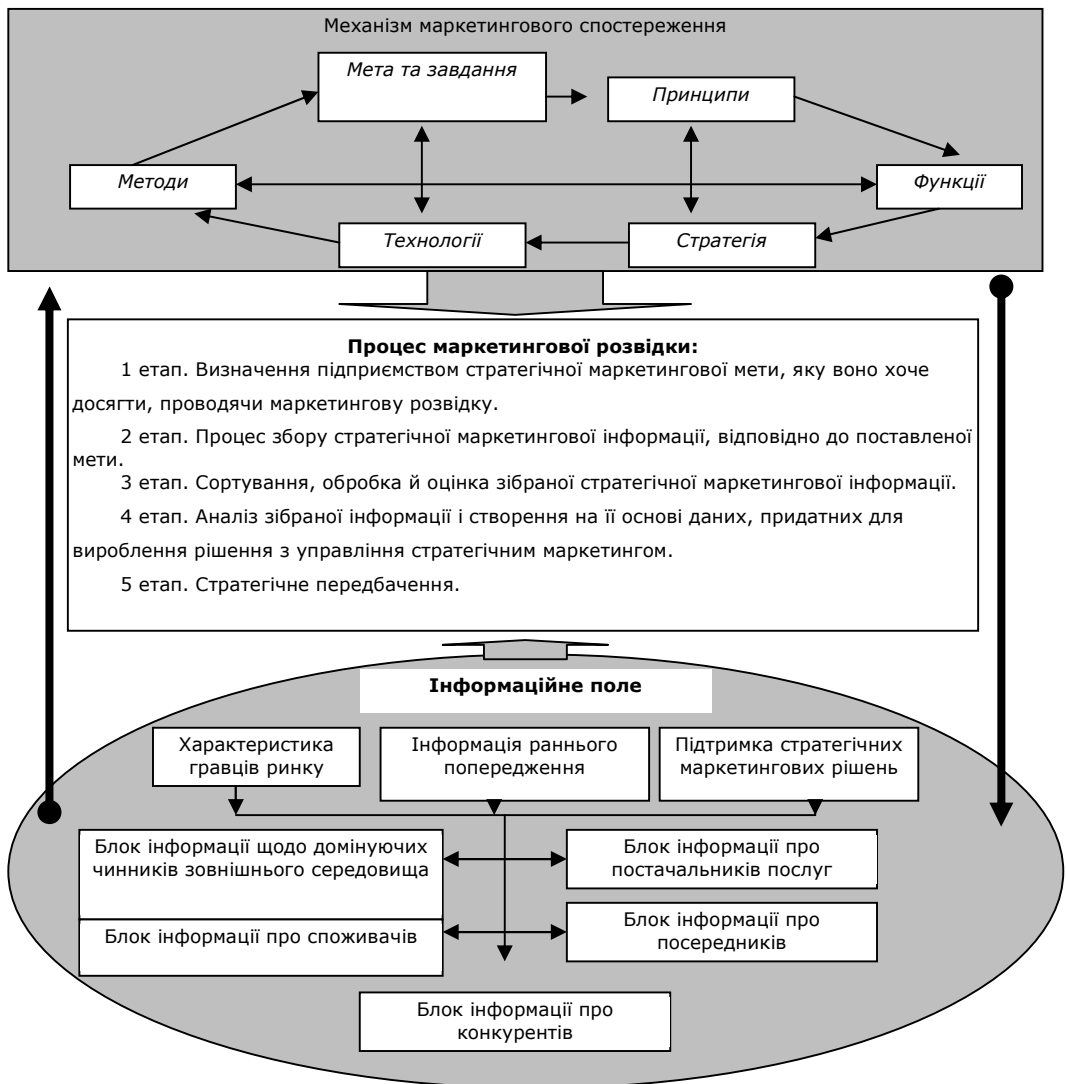 Механізм маркетингового спостереження
Мета та завдання
Принципи
Методи
Функції
Технології
Стратегія
Процес маркетингової розвідки:
1 етап. Визначення підприємством стратегічної маркетингової мети, яку воно хоче
досягти, проводячи маркетингову розвідку.
2 етап. Процес збору стратегічної маркетингової інформації, відповідно до поставленої
мети.
3 етап. Сортування, обробка й оцінка зібраної стратегічної маркетингової інформації.
4 етап. Аналіз зібраної інформації і створення на її основі даних, придатних для
вироблення рішення з управління стратегічним маркетингом.
5 етап. Стратегічне передбачення.
Інформаційне поле
Характеристика
гравців ринку
Інформація раннього
попередження
Підтримка стратегічних
маркетингових рішень
Блок інформації щодо домінуючих
чинників зовнішнього середовища
Блок інформації про
постачальників послуг
Блок інформації про споживачів
Блок інформації про
посередників
Блок інформації про
конкурентів